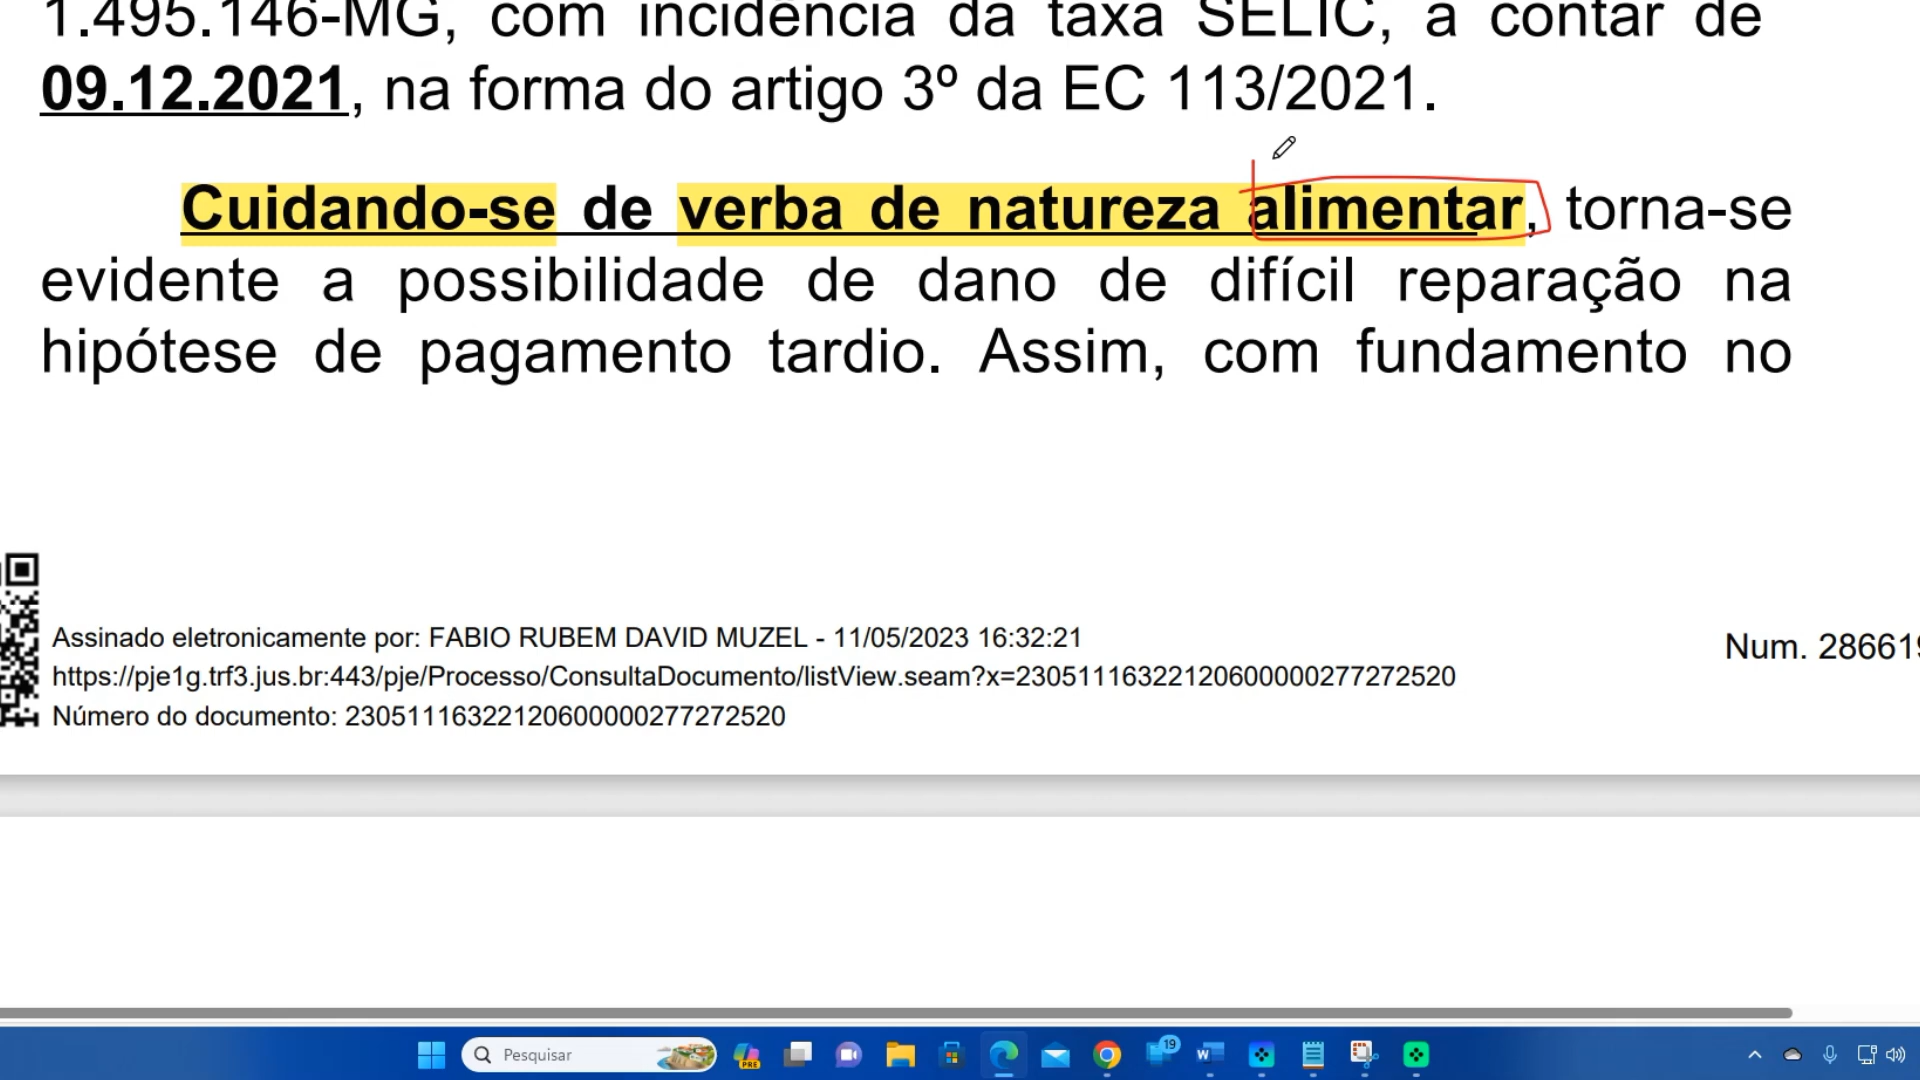 1.495.146-MG, com incidência da taxa SELIC, a contar de
09.12.2021, na forma do artigo 3º da EC 113/2021.
Cuidando-se de verba de natureza alimentar, torna-se
evidente a possibilidade de dano de difícil reparação na
hipótese de pagamento tardio. Assim, com fundamento no
Assinado eletronicamente por: FABIO RUBEM DAVID MUZEL - 11/05/2023 16:32:21
https://pje1g.trf3.jus.br:443/pje/Processo/ConsultaDocumento/listView.seam?x=23051116322120600000277272520
Número do documento: 23051116322120600000277272520
Num. 286619
Pesquisar
PRE
19